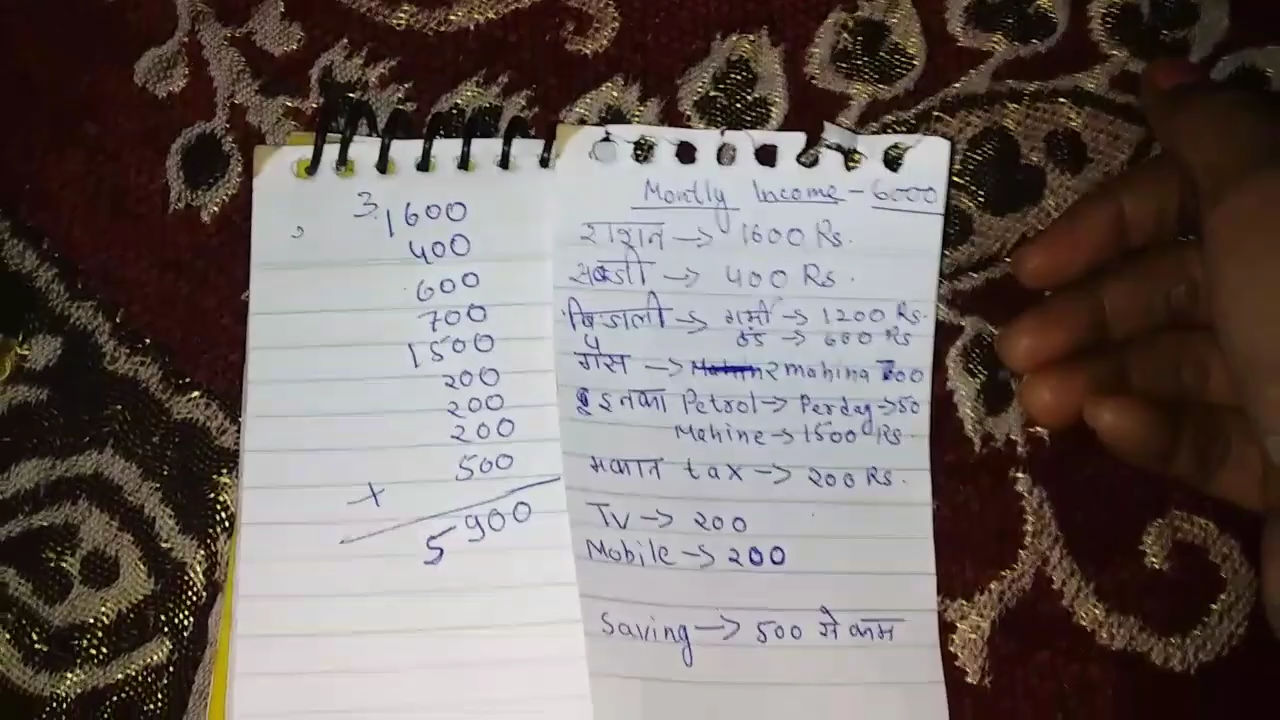 3
1600
400
600
700
1500
200
200
200
500
+
5900
Montly Income - 6000
राशन → 1600 Rs.
सब्जी → 400 Rs.
बिजली → गर्मी → 1200 Rs.
ठंड → 600 Rs
गैस → 2 mahina 700
इनका Petrol → Perday → 50
Mahine → 1500 Rs.
मकान tax → 200 Rs.
TV → 200
Mobile → 200
Saving → 500 से कम